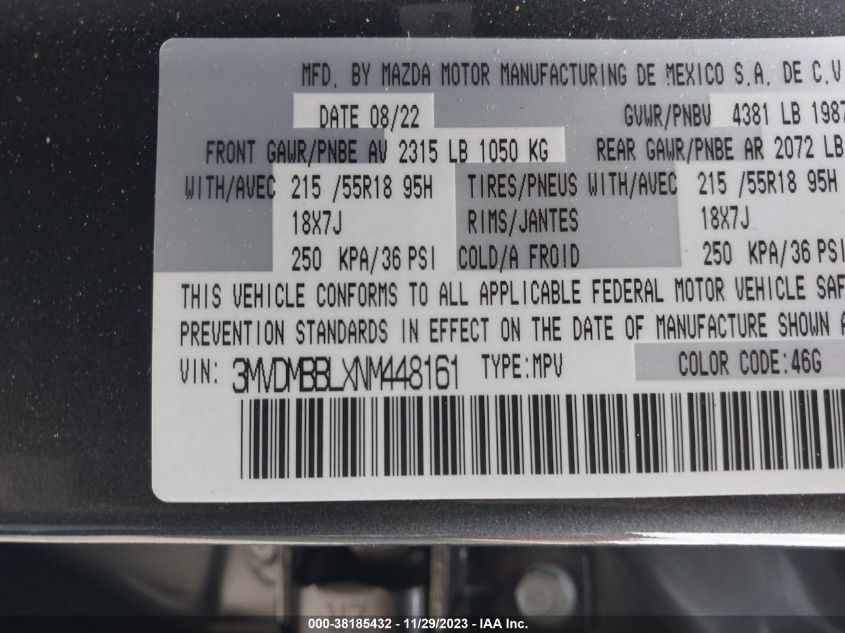 MFD. BY MAZDA MOTOR MANUFACTURING DE MEXICO S.A. DE C.V
DATE 08/22 GVWR/PNBV 4381 LB 1987
FRONT GAWR/PNBE AV 2315 LB 1050 KG REAR GAWR/PNBE AR 2072 LB
WITH/AVEC 215 /55R18 95H TIRES/PNEUS WITH/AVEC 215 /55R18 95H
18X7J RIMS/JANTES 18X7J
250 KPA/36 PSI COLD/A FROID 250 KPA/36 PSI
THIS VEHICLE CONFORMS TO ALL APPLICABLE FEDERAL MOTOR VEHICLE SAF
PREVENTION STANDARDS IN EFFECT ON THE DATE OF MANUFACTURE SHOWN A
VIN: 3MVDMBBLXNM448161 TYPE:MPV COLOR CODE:46G
000-38185432 - 11/29/2023 - IAA Inc.